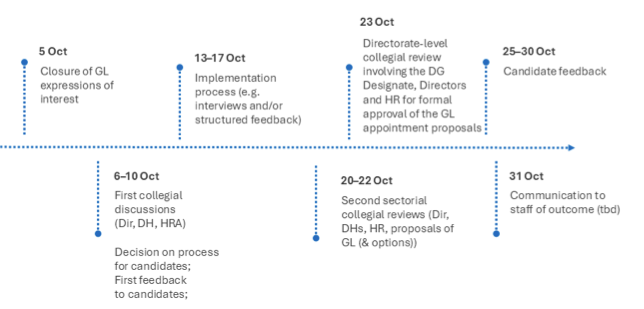 5 Oct
Closure of GL
expressions of
interest
6–10 Oct
First collegial
discussions
(Dir, DH, HRA)
Decision on process
for candidates;
First feedback
to candidates;
13–17 Oct
Implementation
process (e.g.
interviews and/or
structured feedback)
20–22 Oct
Second sectorial
collegial reviews (Dir,
DHs, HR, proposals of
GL (& options))
23 Oct
Directorate-level
collegial review
involving the DG
Designate, Directors
and HR for formal
approval of the GL
appointment proposals
25–30 Oct
Candidate feedback
31 Oct
Communication to
staff of outcome (tbd)